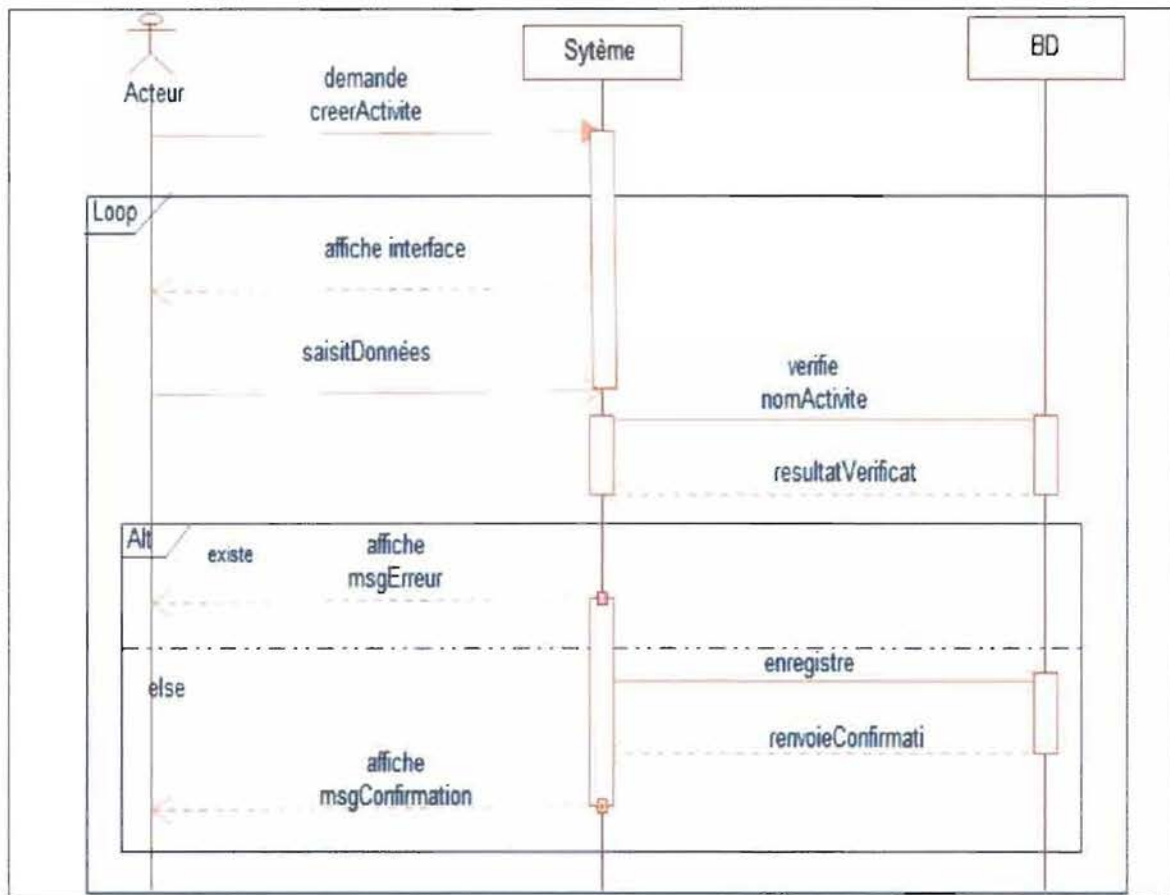 Acteur
Sytème
BD
demande
creerActivite
Loop
affiche interface
saisitDonnées
verifie
nomActivite
resultatVerificat
Alt
existe
affiche
msgErreur
else
enregistre
renvoieConfirmati
affiche
msgConfirmation